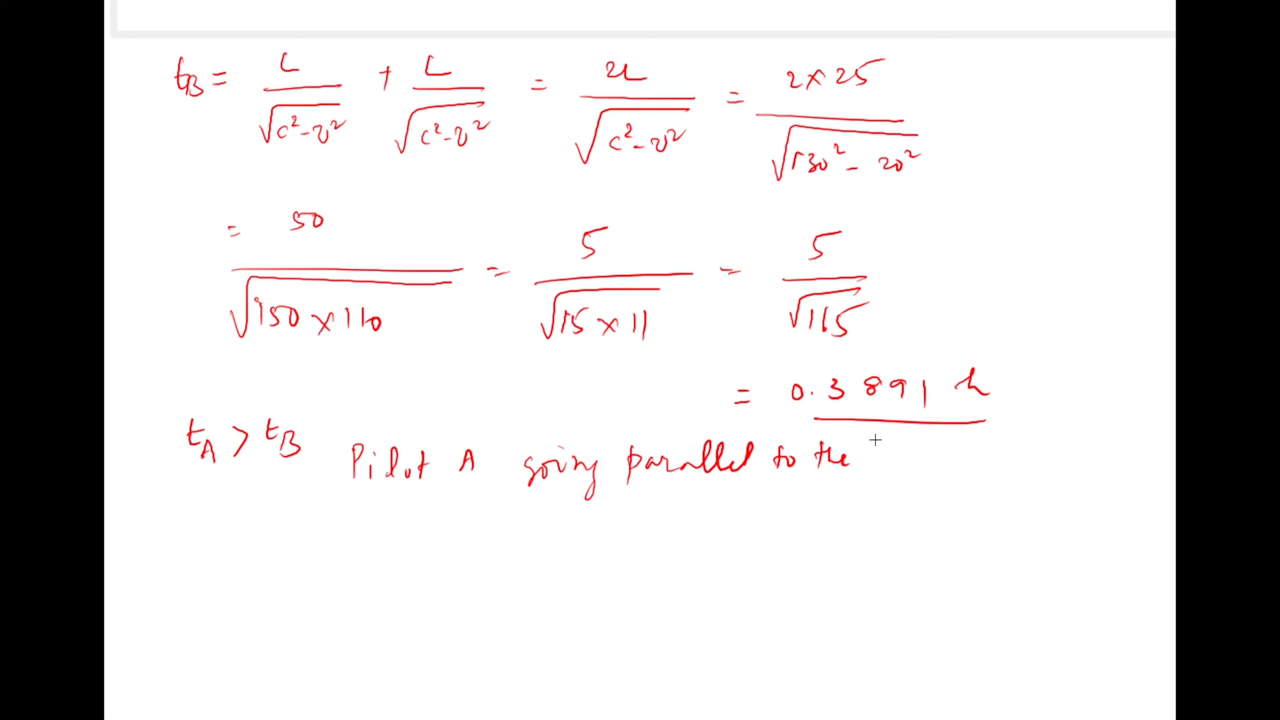 tB = L/√(c²-v²) + L/√(c²-v²) = 2L/√(c²-v²) = 2×25/√(130²-20²)
= 50/√(150×110) = 5/√(15×11) = 5/√165
= 0.3891 h
tA > tB Pilot A going parallel to the